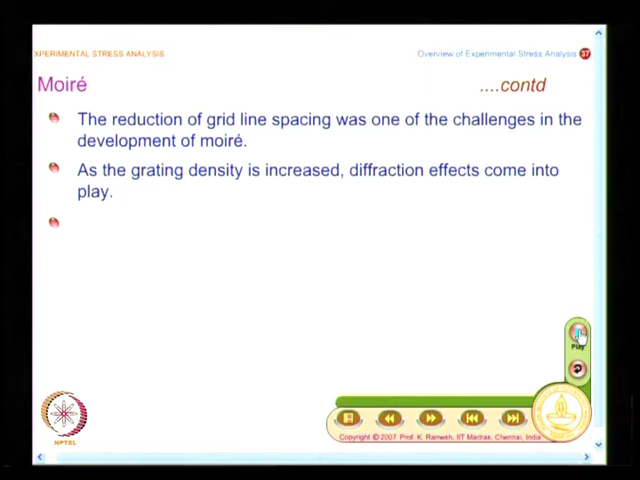 XPERIMENTAL STRESS ANALYSIS
Overview of Experimental Stress Analysis 37
Moiré
....contd
The reduction of grid line spacing was one of the challenges in the
development of moiré.
As the grating density is increased, diffraction effects come into
play.
Play
NPTEL
Copyright © 2007 Prof. K. Ramesh, IIT Madras, Chennai, India